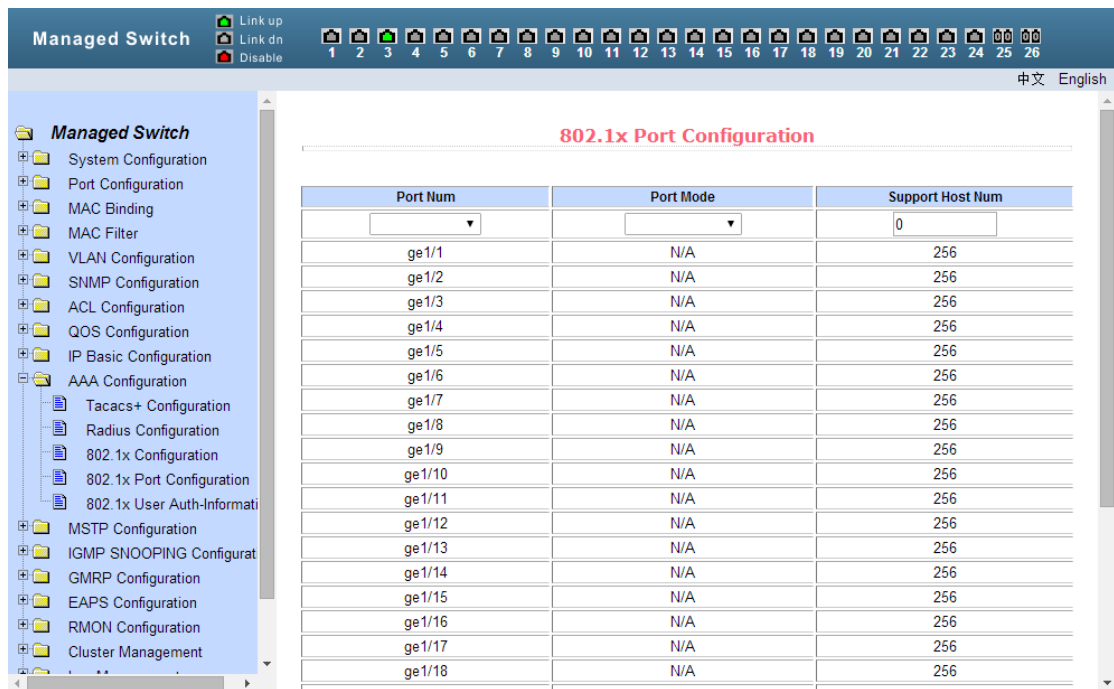 Managed Switch
Link up
Link dn
Disable
1 2 3 4 5 6 7 8 9 10 11 12 13 14 15 16 17 18 19 20 21 22 23 24 25 26
中文 English
Managed Switch
System Configuration
Port Configuration
MAC Binding
MAC Filter
VLAN Configuration
SNMP Configuration
ACL Configuration
QOS Configuration
IP Basic Configuration
AAA Configuration
Tacacs+ Configuration
Radius Configuration
802.1x Configuration
802.1x Port Configuration
802.1x User Auth-Informati
MSTP Configuration
IGMP SNOOPING Configurat
GMRP Configuration
EAPS Configuration
RMON Configuration
Cluster Management
802.1x Port Configuration
Port Num Port Mode Support Host Num
0
ge1/1 N/A 256
ge1/2 N/A 256
ge1/3 N/A 256
ge1/4 N/A 256
ge1/5 N/A 256
ge1/6 N/A 256
ge1/7 N/A 256
ge1/8 N/A 256
ge1/9 N/A 256
ge1/10 N/A 256
ge1/11 N/A 256
ge1/12 N/A 256
ge1/13 N/A 256
ge1/14 N/A 256
ge1/15 N/A 256
ge1/16 N/A 256
ge1/17 N/A 256
ge1/18 N/A 256